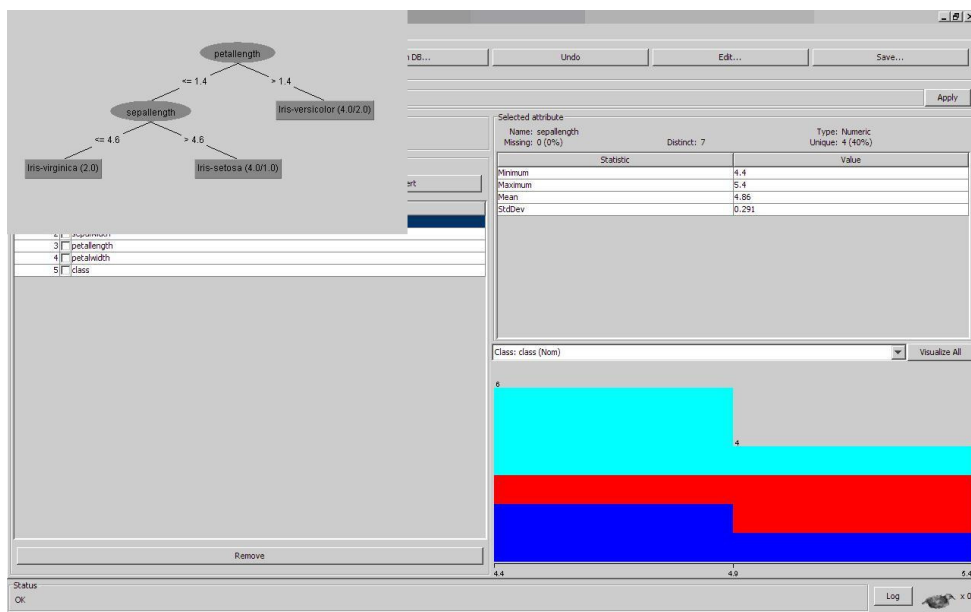 petallength
<= 1.4
> 1.4
sepallength
Iris-versicolor (4.0/2.0)
<= 4.6
> 4.6
Iris-virginica (2.0)
Iris-setosa (4.0/1.0)
DB...
Undo
Edit...
Save...
Apply
Selected attribute
Name: sepallength
Type: Numeric
Missing: 0 (0%)
Distinct: 7
Unique: 4 (40%)
Statistic
Value
Minimum
4.4
Maximum
5.4
Mean
4.86
StdDev
0.291
3 petallength
4 petalwidth
5 class
Class: class (Nom)
Visualize All
6
4
4.4
4.9
5.4
Remove
Status
OK
Log
x 0